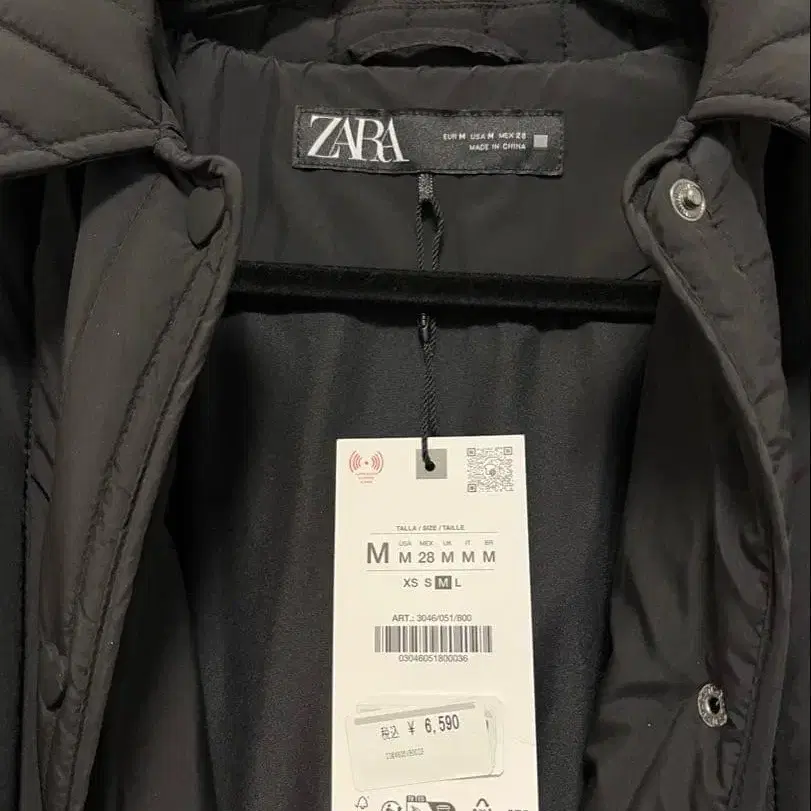 ZARA
EUR M USA M MEX 28
MADE IN CHINA
TALLA / SIZE / TAILLE
USA MEX UK IT BR
M M 28 M M M
XS S M L
ART.: 3046/051/800
03046051800036
税込 ¥ 6,590